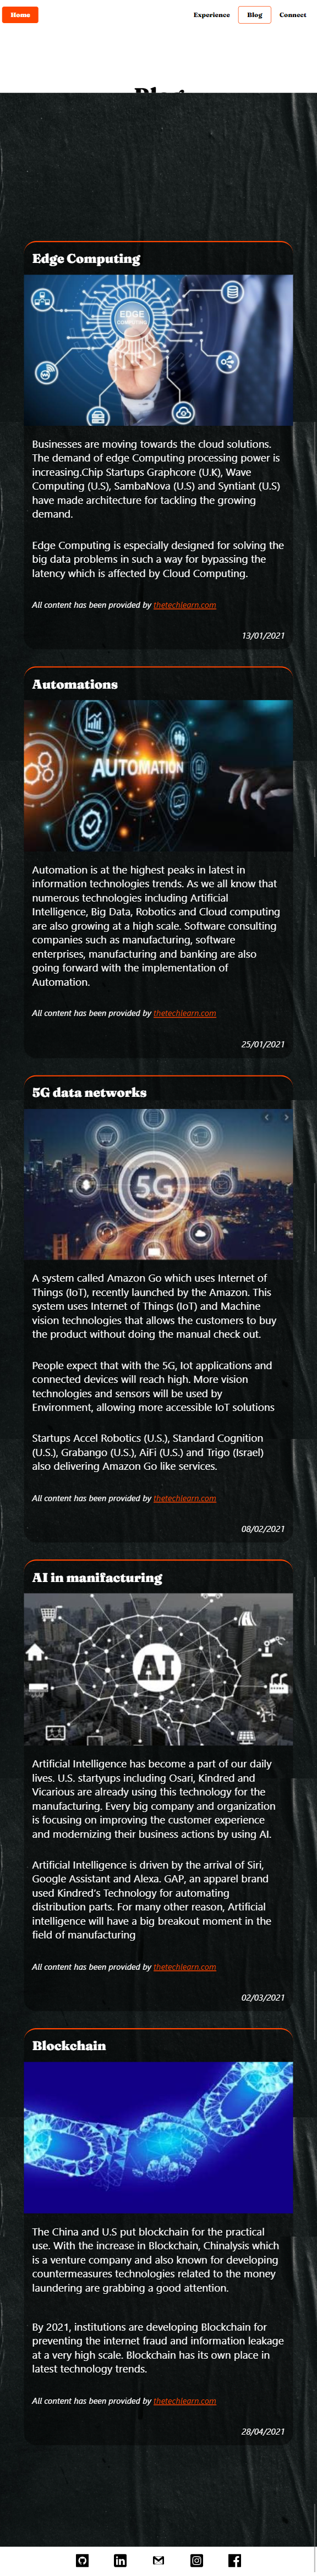 Home
Experience
Blog
Connect
Blog
Edge Computing
EDGE
COMPUTING
Businesses are moving towards the cloud solutions.
The demand of edge Computing processing power is
increasing.Chip Startups Graphcore (U.K), Wave
Computing (U.S), SambaNova (U.S) and Syntiant (U.S)
have made architecture for tackling the growing
demand.
Edge Computing is especially designed for solving the
big data problems in such a way for bypassing the
latency which is affected by Cloud Computing.
All content has been provided by thetechlearn.com
13/01/2021
Automations
AUTOMATION
Automation is at the highest peaks in latest in
information technologies trends. As we all know that
numerous technologies including Artificial
Intelligence, Big Data, Robotics and Cloud computing
are also growing at a high scale. Software consulting
companies such as manufacturing, software
enterprises, manufacturing and banking are also
going forward with the implementation of
Automation.
All content has been provided by thetechlearn.com
25/01/2021
5G data networks
5G
A system called Amazon Go which uses Internet of
Things (IoT), recently launched by the Amazon. This
system uses Internet of Things (IoT) and Machine
vision technologies that allows the customers to buy
the product without doing the manual check out.
People expect that with the 5G, Iot applications and
connected devices will reach high. More vision
technologies and sensors will be used by
Environment, allowing more accessible IoT solutions
Startups Accel Robotics (U.S.), Standard Cognition
(U.S.), Grabango (U.S.), AiFi (U.S.) and Trigo (Israel)
also delivering Amazon Go like services.
All content has been provided by thetechlearn.com
08/02/2021
AI in manifacturing
AI
Artificial Intelligence has become a part of our daily
lives. U.S. startyups including Osari, Kindred and
Vicarious are already using this technology for the
manufacturing. Every big company and organization
is focusing on improving the customer experience
and modernizing their business actions by using AI.
Artificial Intelligence is driven by the arrival of Siri,
Google Assistant and Alexa. GAP, an apparel brand
used Kindred's Technology for automating
distribution parts. For many other reason, Artificial
intelligence will have a big breakout moment in the
field of manufacturing
All content has been provided by thetechlearn.com
02/03/2021
Blockchain
The China and U.S put blockchain for the practical
use. With the increase in Blockchain, Chinalysis which
is a venture company and also known for developing
countermeasures technologies related to the money
laundering are grabbing a good attention.
By 2021, institutions are developing Blockchain for
preventing the internet fraud and information leakage
at a very high scale. Blockchain has its own place in
latest technology trends.
All content has been provided by thetechlearn.com
28/04/2021